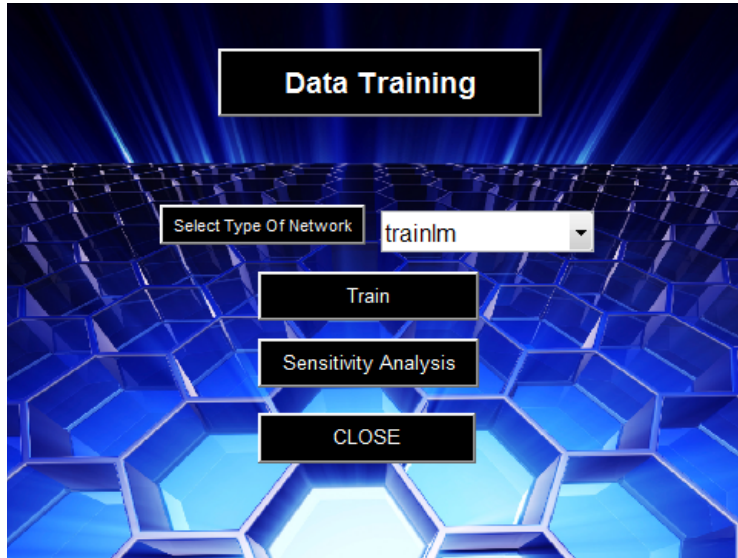 Data Training
Select Type Of Network
trainlm
Train
Sensitivity Analysis
CLOSE